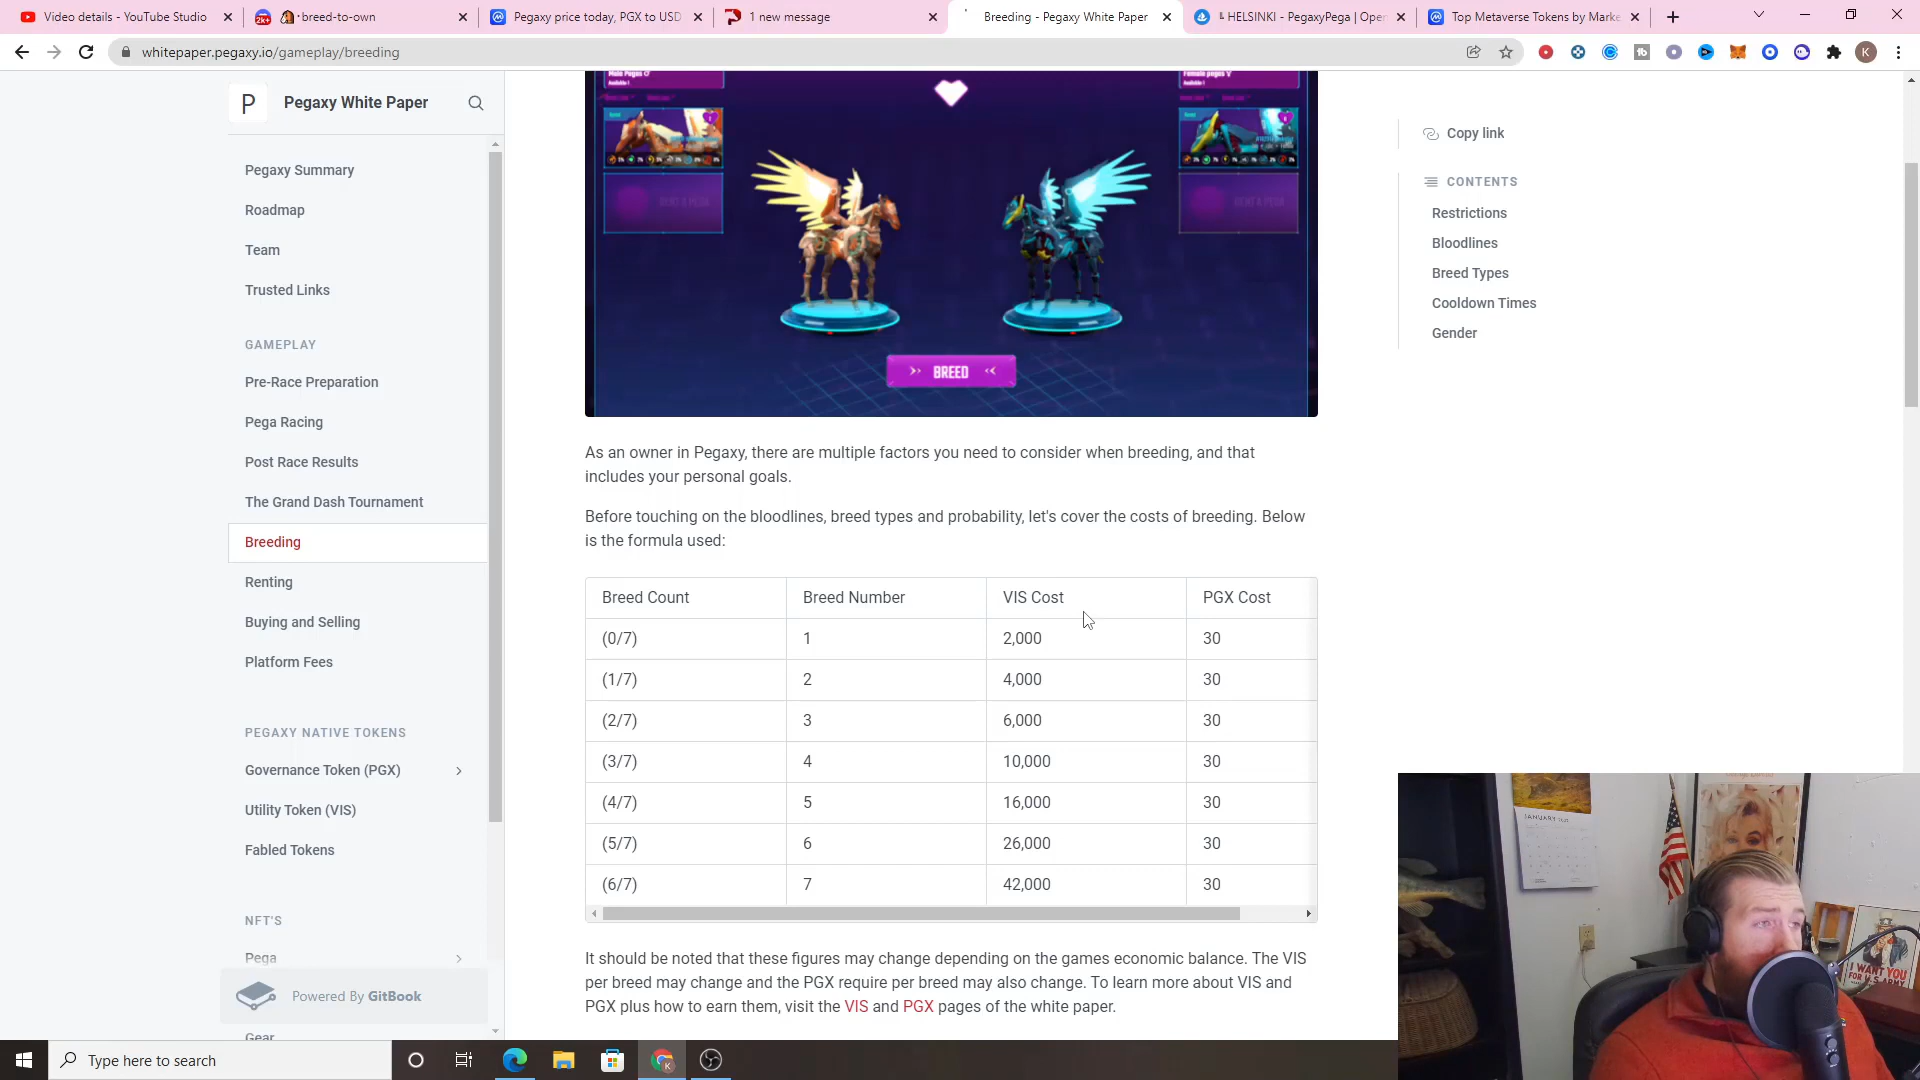 Video details - YouTube Studio
breed-to-own
Pegaxy price today, PGX to USD
1 new message
Breeding - Pegaxy White Paper
HELSINKI - PegaxyPega | Open
Top Metaverse Tokens by Marke
whitepaper.pegaxy.io/gameplay/breeding
K
P
Pegaxy White Paper
Pegaxy Summary
Roadmap
Team
Trusted Links
GAMEPLAY
Pre-Race Preparation
Pega Racing
Post Race Results
The Grand Dash Tournament
Breeding
Renting
Buying and Selling
Platform Fees
PEGAXY NATIVE TOKENS
Governance Token (PGX)
Utility Token (VIS)
Fabled Tokens
NFT'S
Pega
Powered By GitBook
Gear
BREED
As an owner in Pegaxy, there are multiple factors you need to consider when breeding, and that
includes your personal goals.
Before touching on the bloodlines, breed types and probability, let's cover the costs of breeding. Below
is the formula used:
Breed Count Breed Number VIS Cost PGX Cost
(0/7) 1 2,000 30
(1/7) 2 4,000 30
(2/7) 3 6,000 30
(3/7) 4 10,000 30
(4/7) 5 16,000 30
(5/7) 6 26,000 30
(6/7) 7 42,000 30
It should be noted that these figures may change depending on the games economic balance. The VIS
per breed may change and the PGX require per breed may also change. To learn more about VIS and
PGX plus how to earn them, visit the VIS and PGX pages of the white paper.
Copy link
CONTENTS
Restrictions
Bloodlines
Breed Types
Cooldown Times
Gender
JANUARY
I WANT YOU
FOR U.S. ARMY
Type here to search